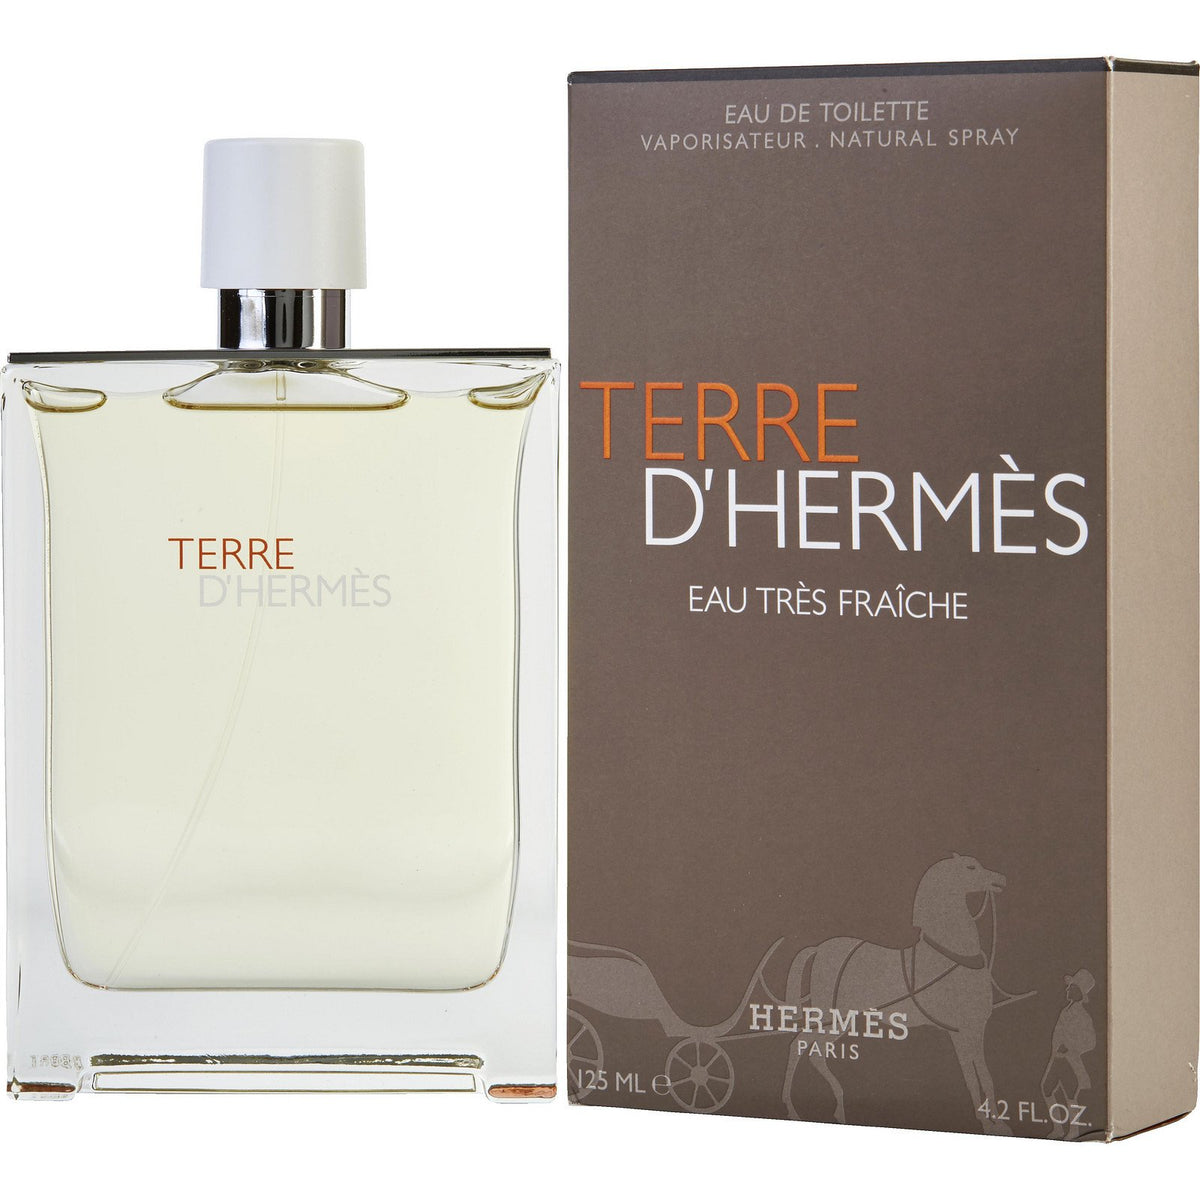 TERRE
D'HERMÈS
EAU DE TOILETTE
VAPORISATEUR . NATURAL SPRAY
TERRE
D'HERMÈS
EAU TRÈS FRAÎCHE
HERMÈS
PARIS
125 ML ℮
4.2 FL.OZ.